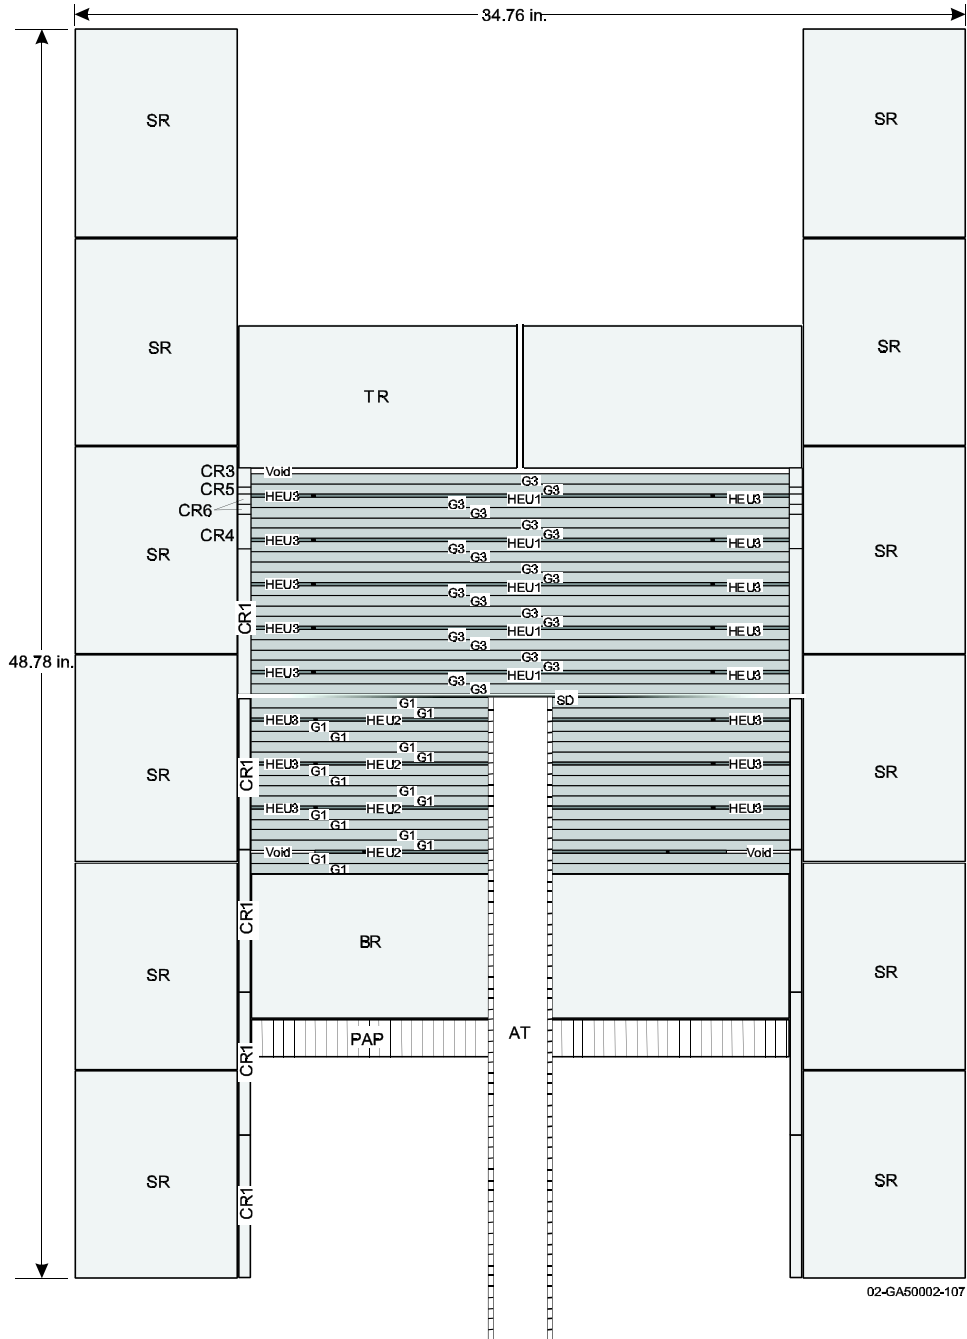 34.76 in.
SR SR
SR SR
TR
CR3 Void
G3
CR5 G3
HEU3 HEU1 HEU3
G3
CR6 G3
G3
CR4 G3
HEU3 HEU1 HEU3
SR G3 SR
G3
G3
G3
HEU3 HEU1 HEU3
G3
G3
CR1 G3
G3
HEU3 HEU1 HEU3
G3
G3
48.78 in. G3
G3
HEU3 HEU1 HEU3
G3
G3
SD
G1
G1
HEU3 HEU2 HEU3
G1
G1
G1
G1
SR CR1 HEU3 HEU2 HEU3 SR
G1
G1
G1
G1
HEU3 HEU2 HEU3
G1
G1
G1
G1
Void HEU2 Void
G1
G1
CR1
BR
SR SR
AT
PAP
CR1
SR SR
CR1
02-GA50002-107